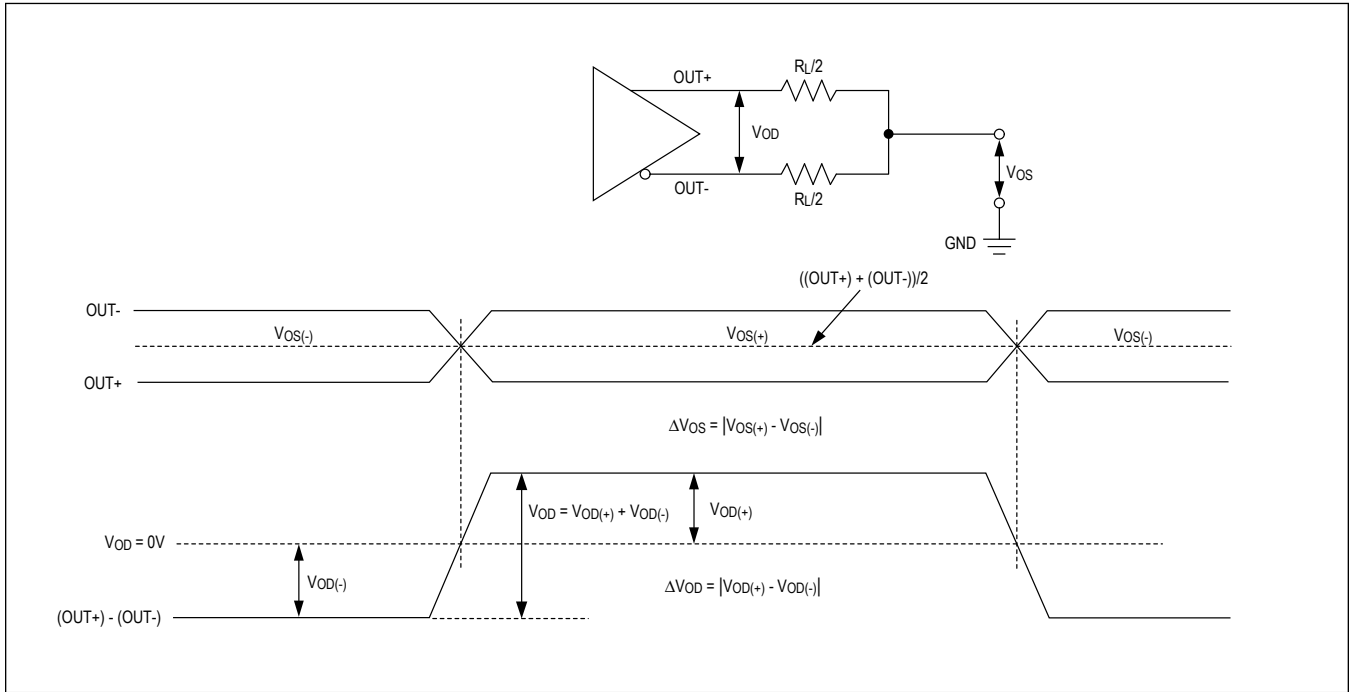 OUT+
RL/2
VOD
OUT-
RL/2
VOS
GND
((OUT+) + (OUT-))/2
OUT-
VOS(-)
VOS(+)
VOS(-)
OUT+
ΔVOS = |VOS(+) - VOS(-)|
VOD = VOD(+) + VOD(-)
VOD(+)
VOD = 0V
VOD(-)
ΔVOD = |VOD(+) - VOD(-)|
(OUT+) - (OUT-)